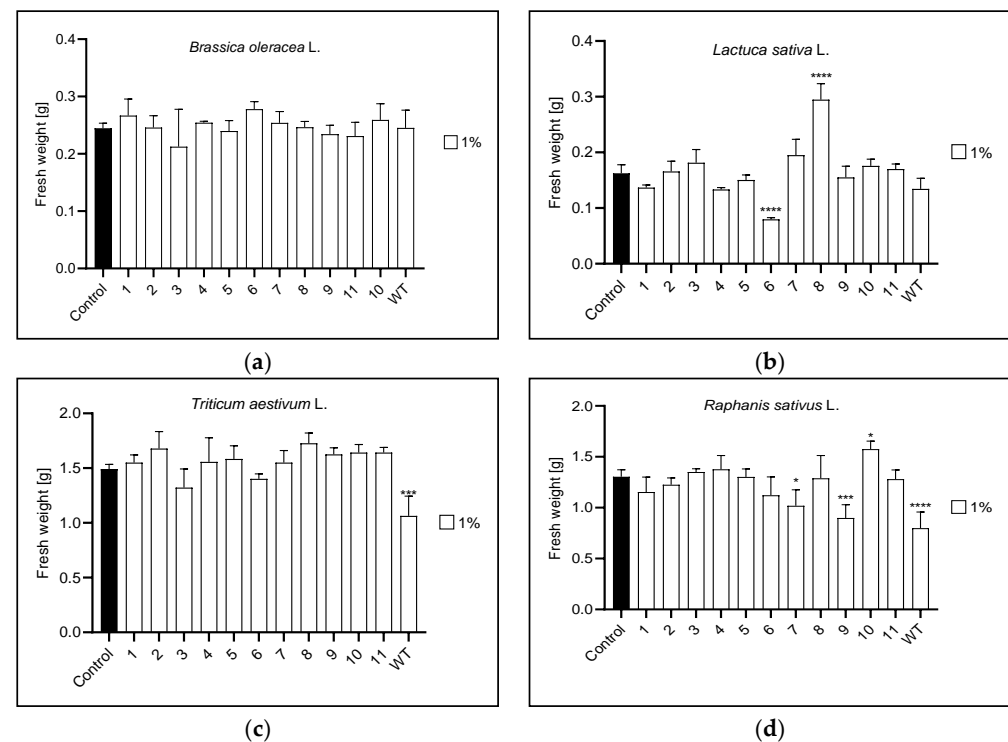 Brassica oleracea L.
Fresh weight [g]
0.4
0.3
0.2
0.1
0.0
Control 1 2 3 4 5 6 7 8 9 11 10 WT
1%
(a)
Lactuca sativa L.
Fresh weight [g]
0.4
0.3
0.2
0.1
0.0
****
****
Control 1 2 3 4 5 6 7 8 9 10 11 WT
1%
(b)
Triticum aestivum L.
Fresh weight [g]
2.0
1.5
1.0
0.5
0.0
***
Control 1 2 3 4 5 6 7 8 9 10 11 WT
1%
(c)
Raphanis sativus L.
Fresh weight [g]
2.0
1.5
1.0
0.5
0.0
* *** * ****
Control 1 2 3 4 5 6 7 8 9 10 11 WT
1%
(d)